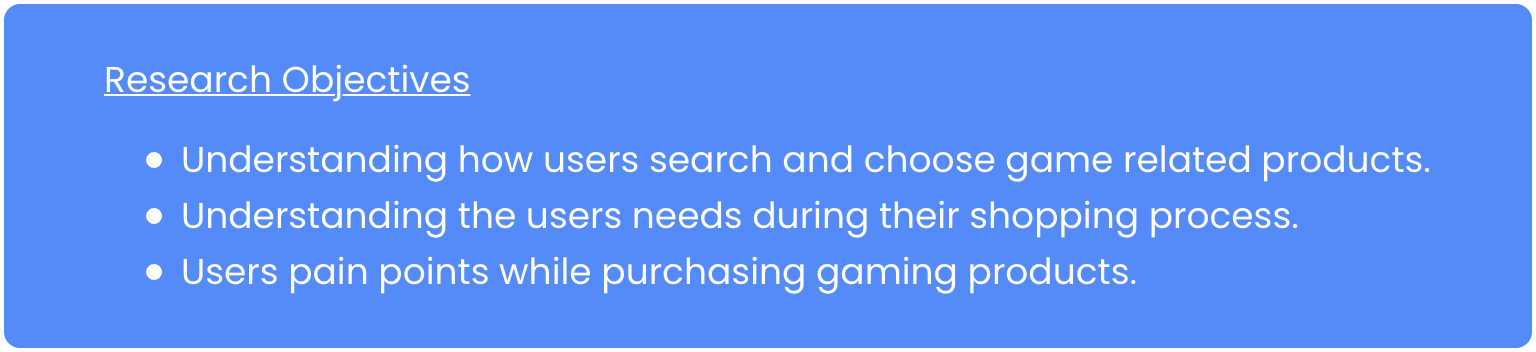 Research Objectives
Understanding how users search and choose game related products.
Understanding the users needs during their shopping process.
Users pain points while purchasing gaming products.